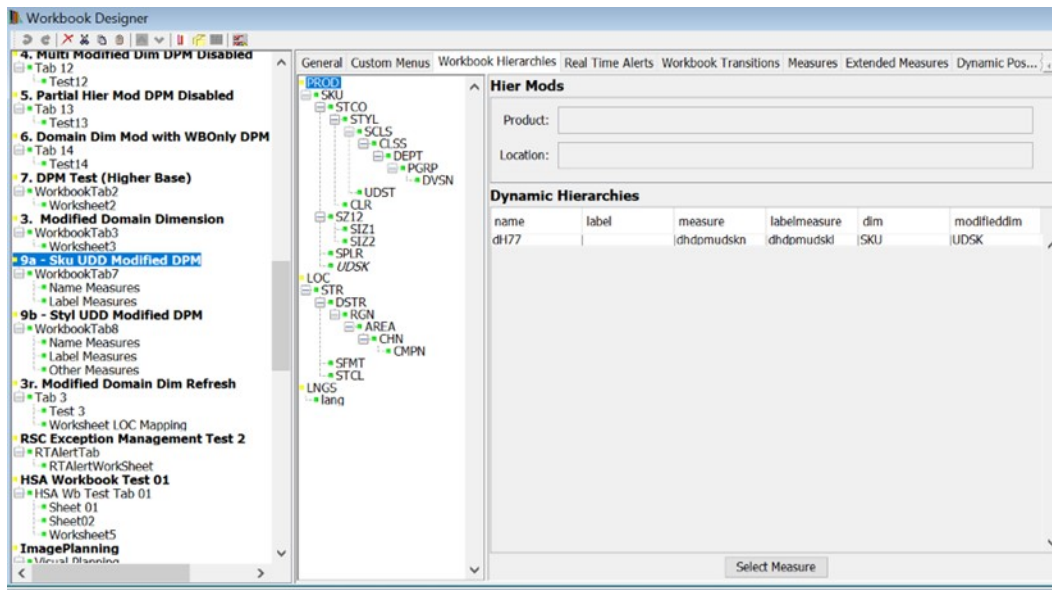 Workbook Designer
4. Multi Modified Dim DPM Disabled
Tab 12
Test12
5. Partial Hier Mod DPM Disabled
Tab 13
Test13
6. Domain Dim Mod with WBOnly DPM
Tab 14
Test14
7. DPM Test (Higher Base)
WorkbookTab2
Worksheet2
3. Modified Domain Dimension
WorkbookTab3
Worksheet3
9a - Sku UDD Modified DPM
WorkbookTab7
Name Measures
Label Measures
9b - Styl UDD Modified DPM
WorkbookTab8
Name Measures
Label Measures
Other Measures
3r. Modified Domain Dim Refresh
Tab 3
Test 3
Worksheet LOC Mapping
RSC Exception Management Test 2
RTAlertTab
RTAlertWorkSheet
HSA Workbook Test 01
HSA Wb Test Tab 01
Sheet 01
Sheet02
Worksheet5
ImagePlanning
Visual Planning
General Custom Menus Workbook Hierarchies Real Time Alerts Workbook Transitions Measures Extended Measures Dynamic Pos...
PROD
SKU
STCO
STYL
SCLS
CLSS
DEPT
PGRP
DVSN
UDST
CLR
SZ12
SIZ1
SIZ2
SPLR
UDSK
LOC
STR
DSTR
RGN
AREA
CHN
CMPN
SFMT
STCL
LNGS
lang
Hier Mods
Product:
Location:
Dynamic Hierarchies
name label measure labelmeasure dim modifieddim
dH77 dhdpmudskn dhdpmudskl SKU UDSK
Select Measure